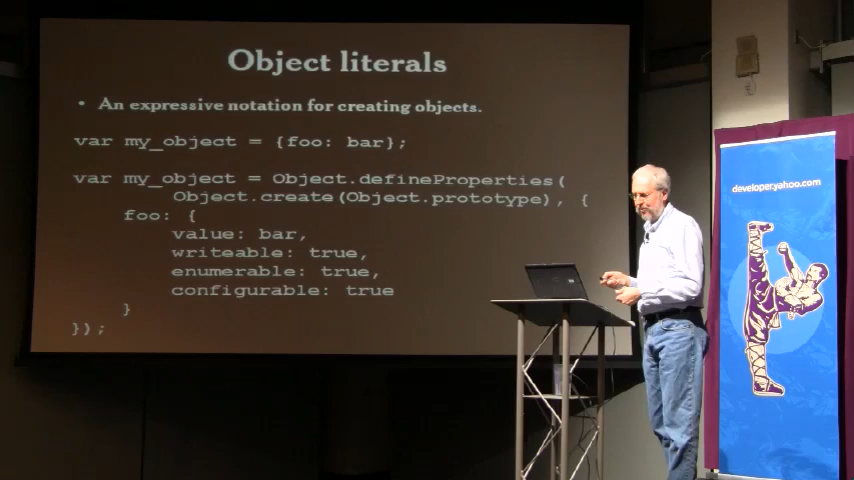 Object literals
• An expressive notation for creating objects.
var my_object = {foo: bar};
var my_object = Object.defineProperties(
Object.create(Object.prototype), {
foo: {
value: bar,
writeable: true,
enumerable: true,
configurable: true
}
});
developer.yahoo.com